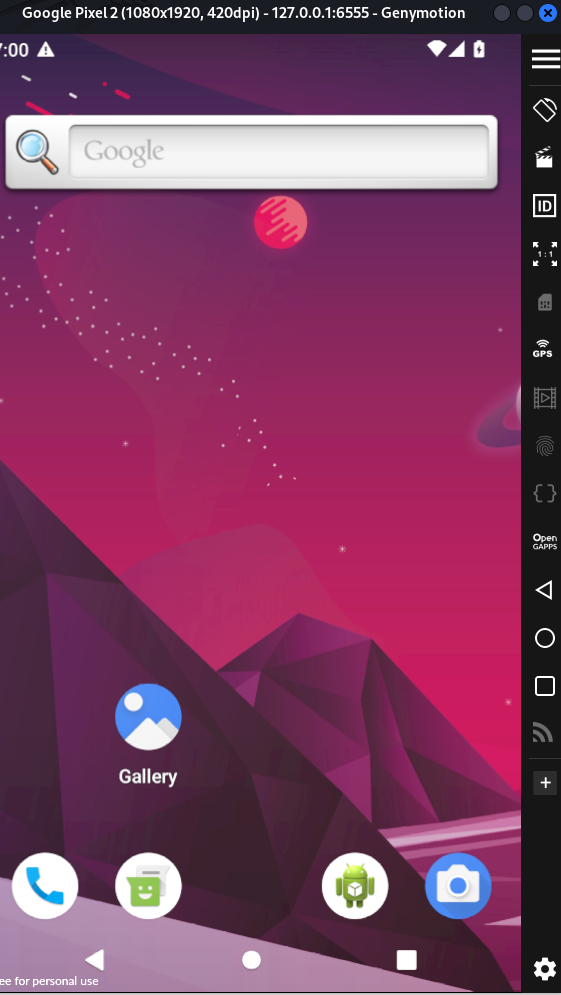 Google Pixel 2 (1080x1920, 420dpi) - 127.0.0.1:6555 - Genymotion
7:00
Google
ID
1 : 1
GPS
Open
GAPPS
Gallery
ee for personal use